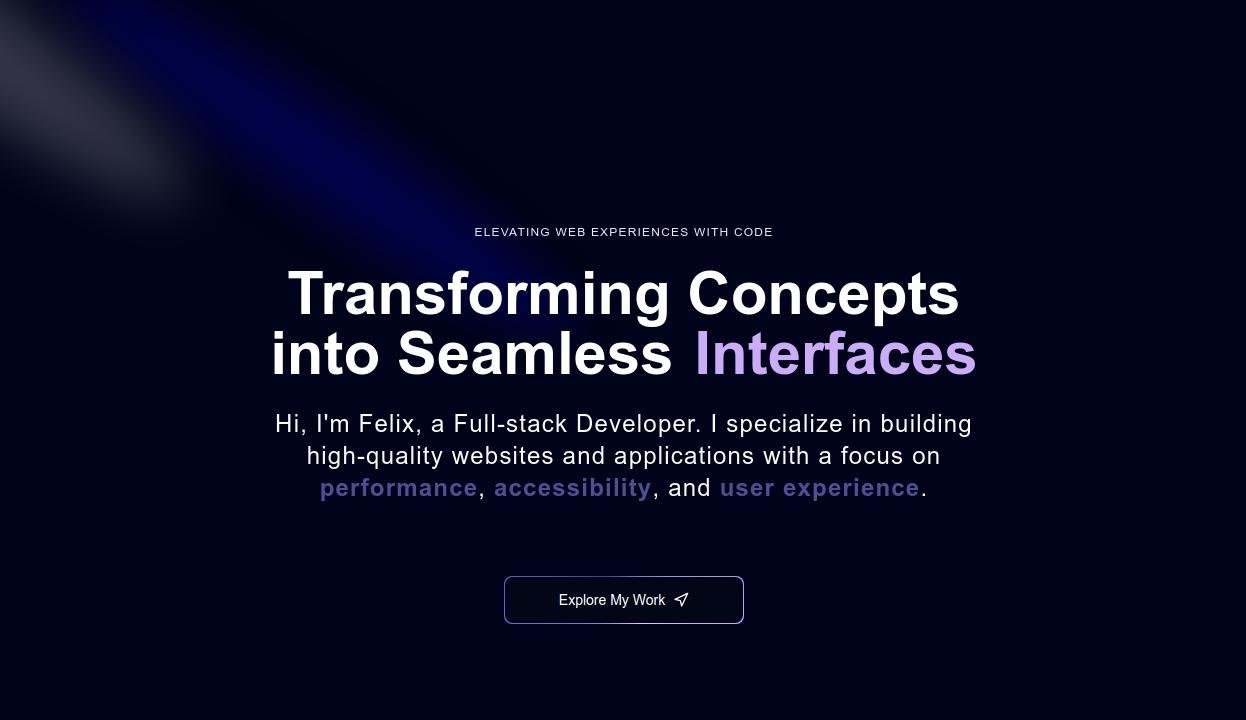 ELEVATING WEB EXPERIENCES WITH CODE
Transforming Concepts
into Seamless Interfaces
Hi, I'm Felix, a Full-stack Developer. I specialize in building
high-quality websites and applications with a focus on
performance, accessibility, and user experience.
Explore My Work